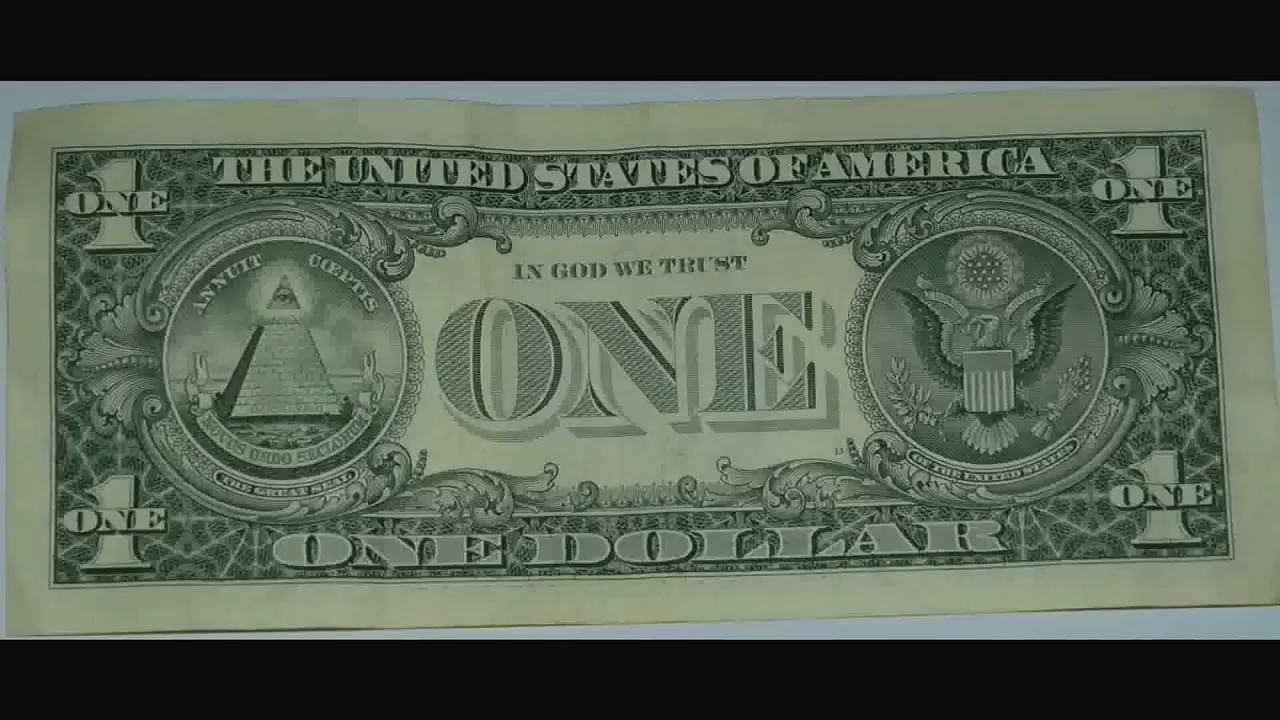 THE UNITED STATES OF AMERICA
1
ONE
1
ONE
ANNUIT CŒPTIS
IN GOD WE TRUST
ONE
NOVUS ORDO SECLORUM
THE GREAT SEAL
OF THE UNITED STATES
1
ONE
1
ONE
ONE DOLLAR